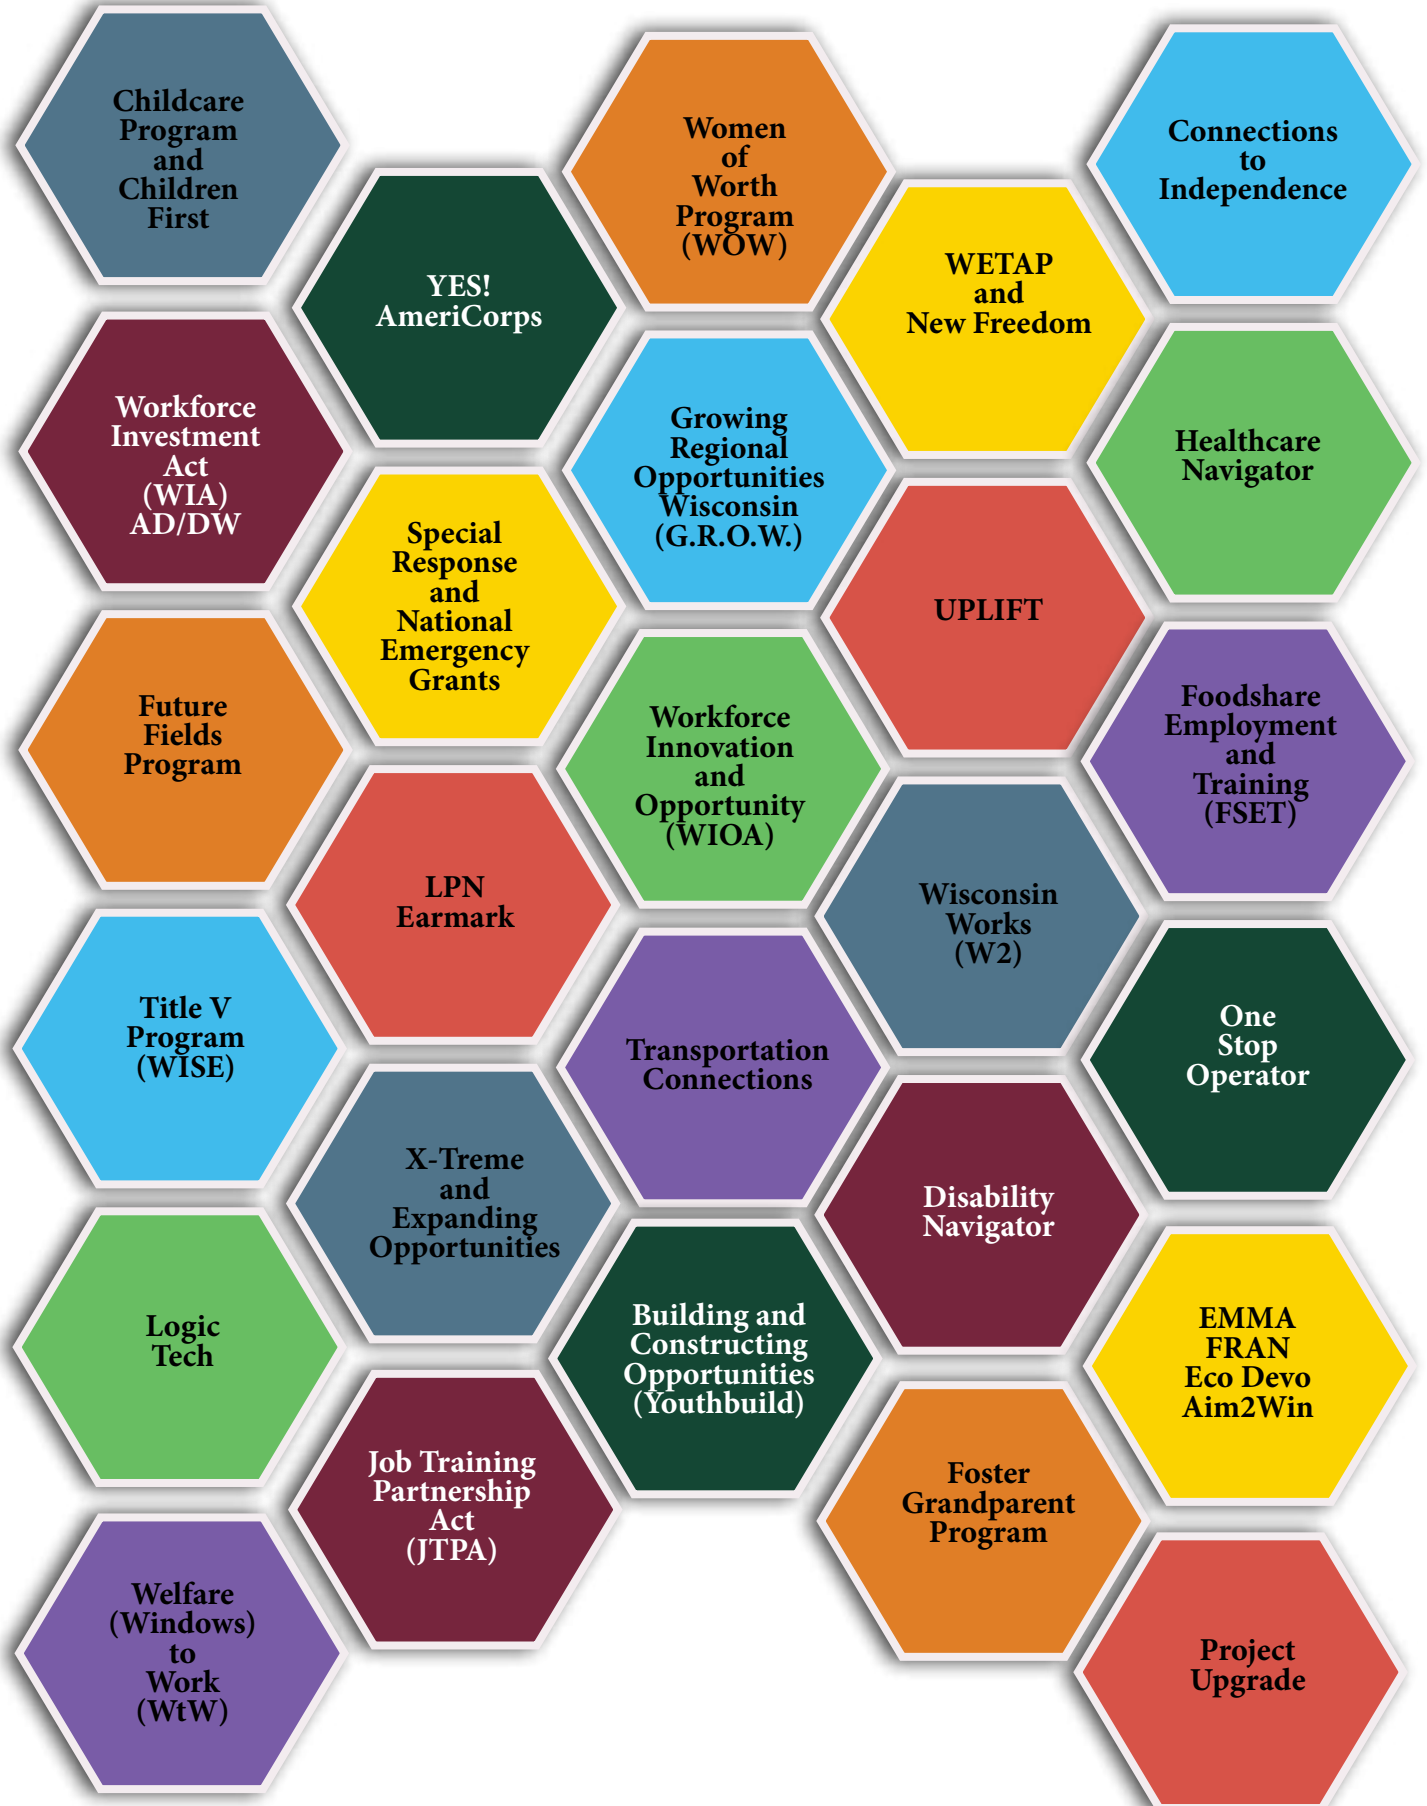 Childcare
Program
and
Children
First
Women
of
Worth
Program
(WOW)
Connections
to
Independence
YES!
AmeriCorps
WETAP
and
New Freedom
Workforce
Investment
Act
(WIA)
AD/DW
Growing
Regional
Opportunities
Wisconsin
(G.R.O.W.)
Healthcare
Navigator
Special
Response
and
National
Emergency
Grants
UPLIFT
Future
Fields
Program
Workforce
Innovation
and
Opportunity
(WIOA)
Foodshare
Employment
and
Training
(FSET)
LPN
Earmark
Wisconsin
Works
(W2)
Title V
Program
(WISE)
Transportation
Connections
One
Stop
Operator
X-Treme
and
Expanding
Opportunities
Disability
Navigator
Logic
Tech
Building and
Constructing
Opportunities
(Youthbuild)
EMMA
FRAN
Eco Devo
Aim2Win
Job Training
Partnership
Act
(JTPA)
Foster
Grandparent
Program
Welfare
(Windows)
to
Work
(WtW)
Project
Upgrade